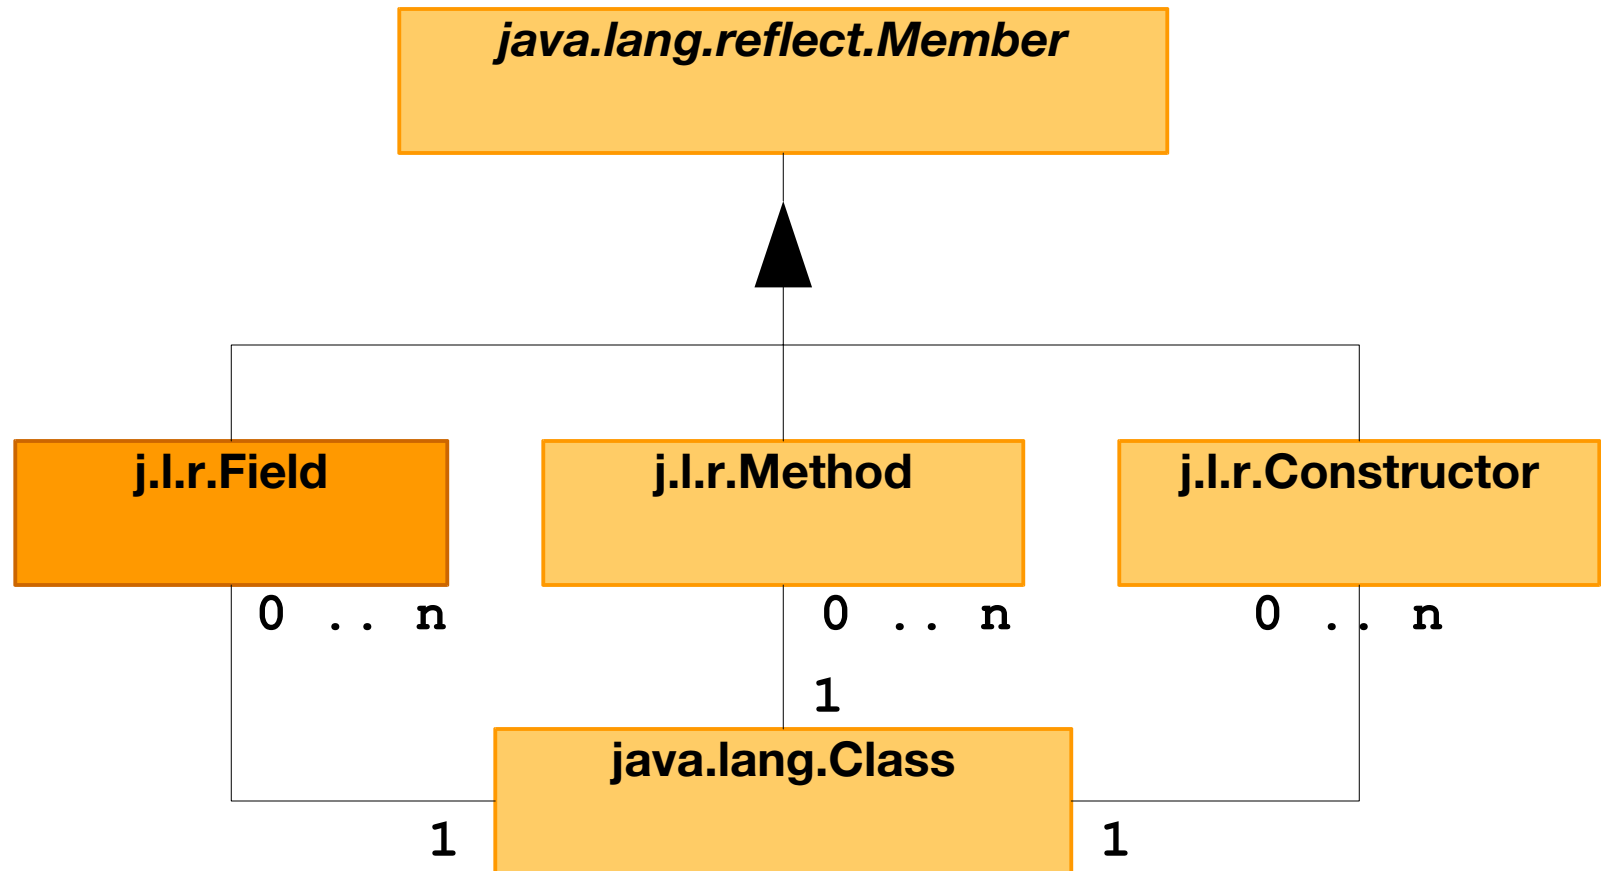 java.lang.reflect.Member
j.l.r.Field
j.l.r.Method
j.l.r.Constructor
0 .. n
0 .. n
0 .. n
1
java.lang.Class
1
1